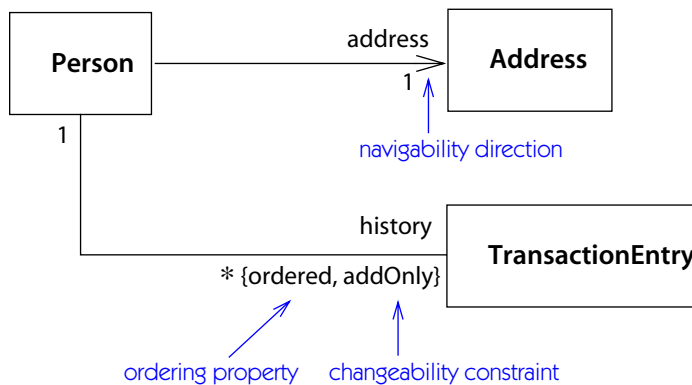 address
Person
Address
1
1
navigability direction
history
TransactionEntry
* {ordered, addOnly}
ordering property
changeability constraint